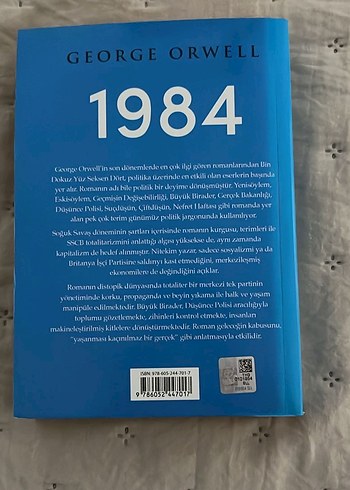 GEORGE ORWELL
1984
George Orwell'in son dönemlerde en çok ilgi gören romanlarından Bin
Dokuz Yüz Seksen Dört, politika üzerinde en etkili olan eserlerin başında
yer alır. Romanın adı bile politik bir deyime dönüşmüştür. Yenisöylem,
Eskisöylem, Geçmişin Değişebilirliği, Büyük Birader, Gerçek Bakanlığı,
Düşünce Polisi, Suçdüşün, Çiftdüşün, Nefret Haftası gibi romanda yer
alan pek çok terim günümüz politik jargonunda kullanılıyor.
Soğuk Savaş döneminin şartları içerisinde romanın kurgusu, terimleri ile
SSCB totalitarizmini anlattığı algısı yükselse de, aynı zamanda
kapitalizm de hedef alınmıştır. Nitekim yazar, sadece sosyalizmi ya da
Britanya İşçi Partisine saldırıyı kast etmediğini, merkezileşmiş
ekonomilere de değindiğini açıklar.
Romanın distopik dünyasında totaliter bir merkezi tek partinin
yönetiminde korku, propaganda ve beyin yıkama ile halk ve yaşam
manipüle edilmektedir. Büyük Birader, Düşünce Polisi aracılığıyla
toplumu gözetlemekte, zihinleri kontrol etmekte, insanları
makineleştirilmiş kitlelere dönüştürmektedir. Roman geleceğin kabusunu,
"yaşanması kaçınılmaz bir gerçek" gibi anlatmasıyla etkilidir.
ISBN: 978-605-244-701-7
9786052447017